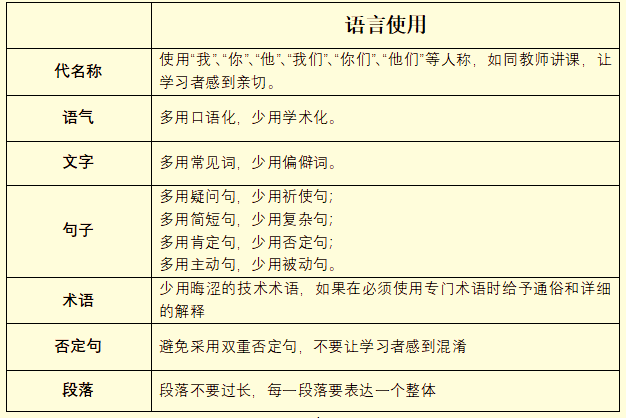 语言使用
代名称
使用“我”、“你”、“他”、“我们”、“你们”、“他们”等人称，如同教师讲课，让
学习者感到亲切。
语气
多用口语化，少用学术化。
文字
多用常见词，少用偏僻词。
句子
多用疑问句，少用祈使句；
多用简短句，少用复杂句；
多用肯定句，少用否定句；
多用主动句，少用被动句。
术语
少用晦涩的技术术语，如果在必须使用专门术语时给予通俗和详细
的解释
否定句
避免采用双重否定句，不要让学习者感到混淆
段落
段落不要过长，每一段落要表达一个整体